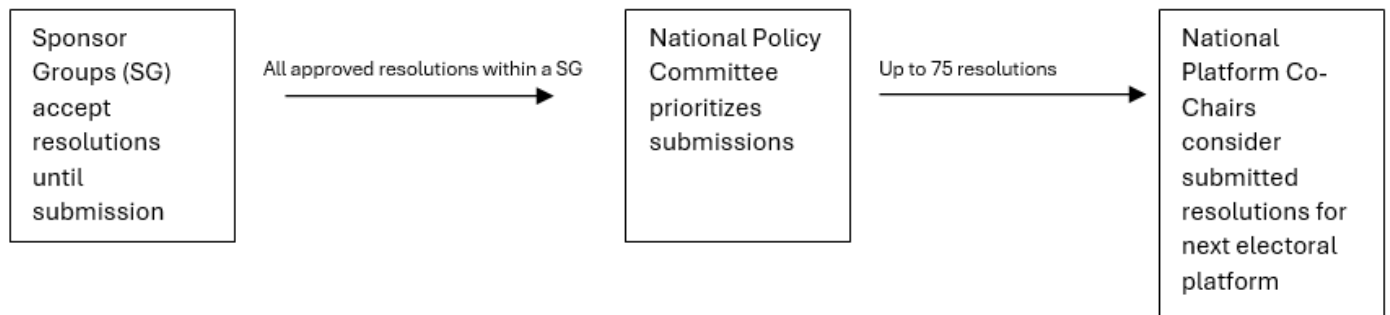 Sponsor
Groups (SG)
accept
resolutions
until
submission
All approved resolutions within a SG
National Policy
Committee
prioritizes
submissions
Up to 75 resolutions
National
Platform Co-
Chairs
consider
submitted
resolutions for
next electoral
platform